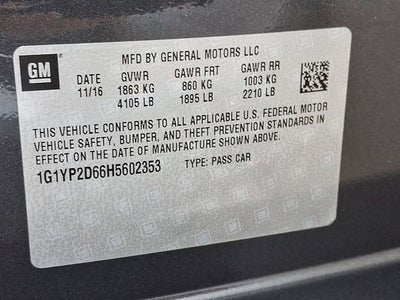 MFD BY GENERAL MOTORS LLC
GM
DATE GVWR GAWR FRT GAWR RR
11/16 1863 KG 860 KG 1003 KG
4105 LB 1895 LB 2210 LB
THIS VEHICLE CONFORMS TO ALL APPLICABLE U.S. FEDERAL MOTOR
VEHICLE SAFETY, BUMPER, AND THEFT PREVENTION STANDARDS IN
EFFECT ON THE DATE OF MANUFACTURE SHOWN ABOVE.
1G1YP2D66H5602353 TYPE: PASS CAR